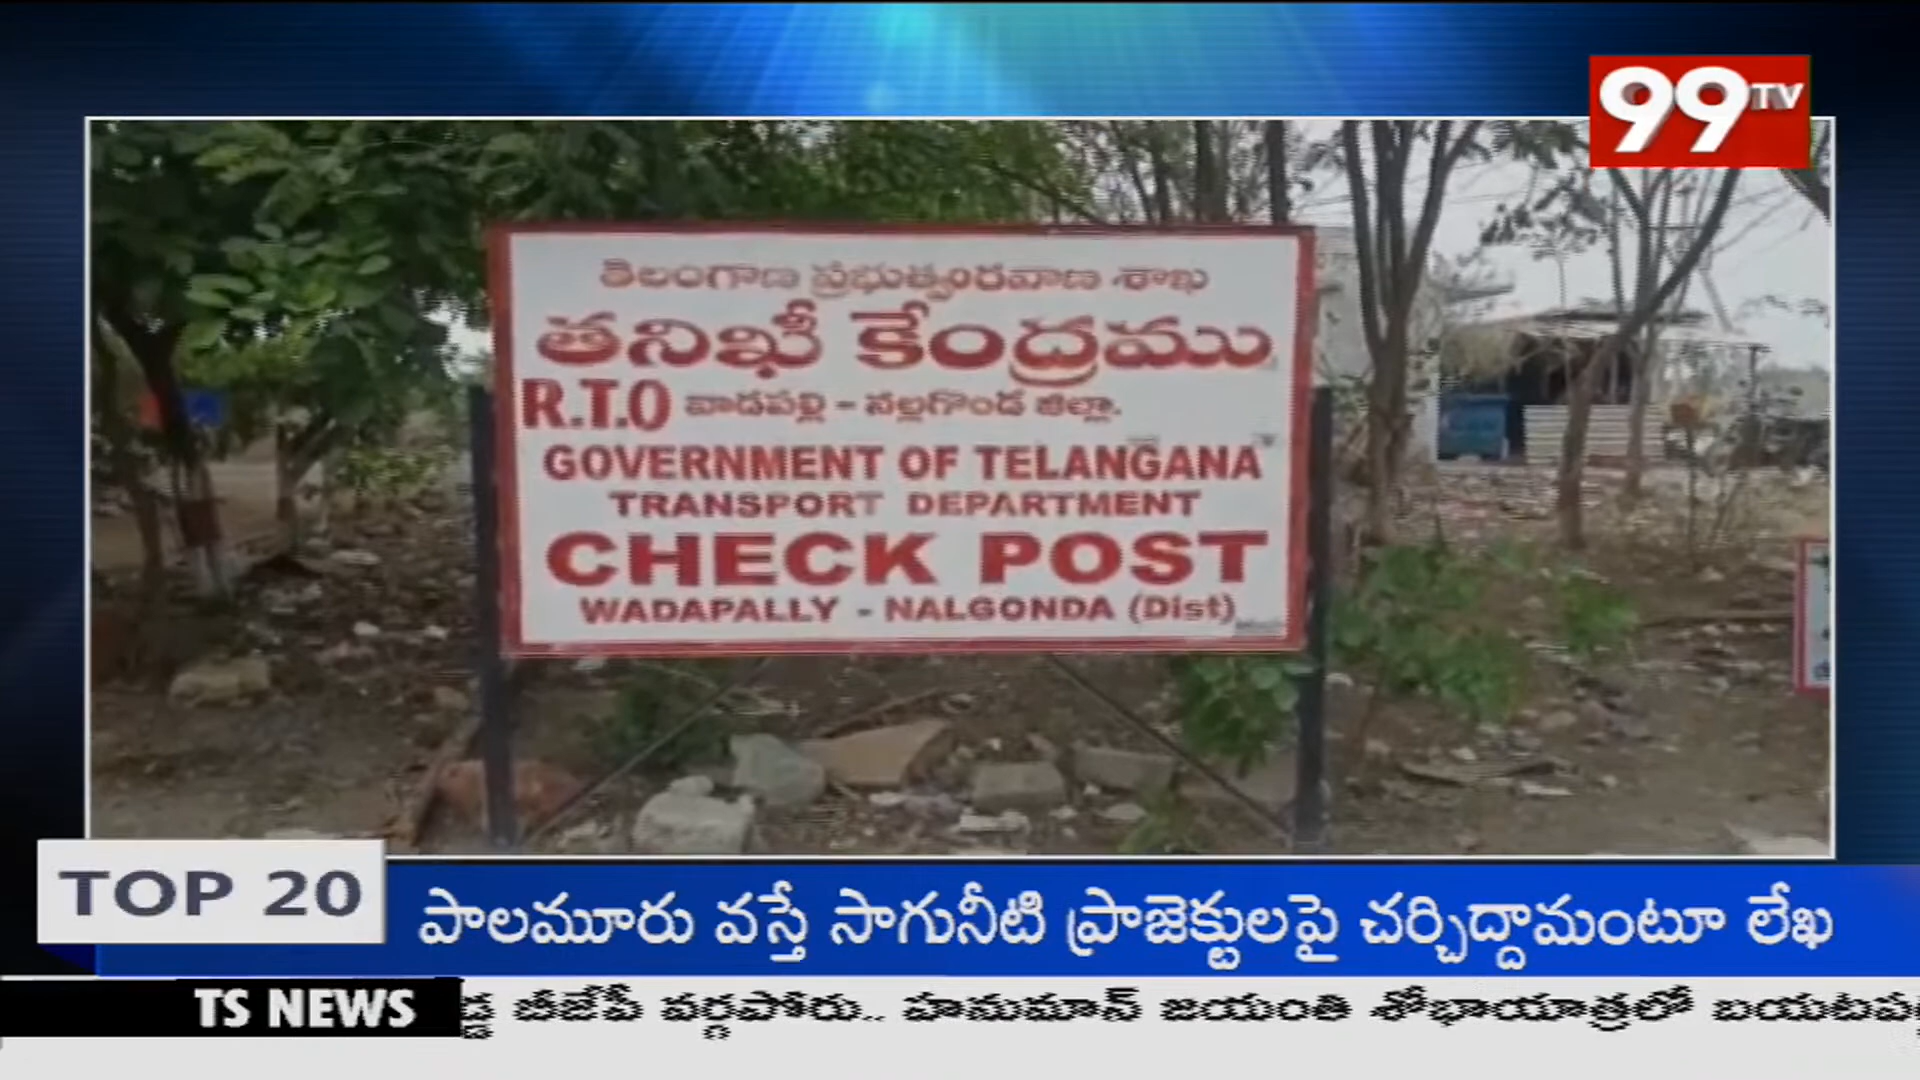 99 TV
తెలంగాణ ప్రభుత్వంరవాణ శాఖ
తనిఖీ కేంద్రము
R.T.O వాడపల్లి - నల్లగొండ జిల్లా.
GOVERNMENT OF TELANGANA
TRANSPORT DEPARTMENT
CHECK POST
WADAPALLY - NALGONDA (Dist)
TOP 20
పాలమూరు వస్తే సాగునీటి ప్రాజెక్టులపై చర్చిద్దామంటూ లేఖ
TS NEWS
బీజేపీ వర్గపోరు.. హనుమాన్ జయంతి శోభాయాత్రలో